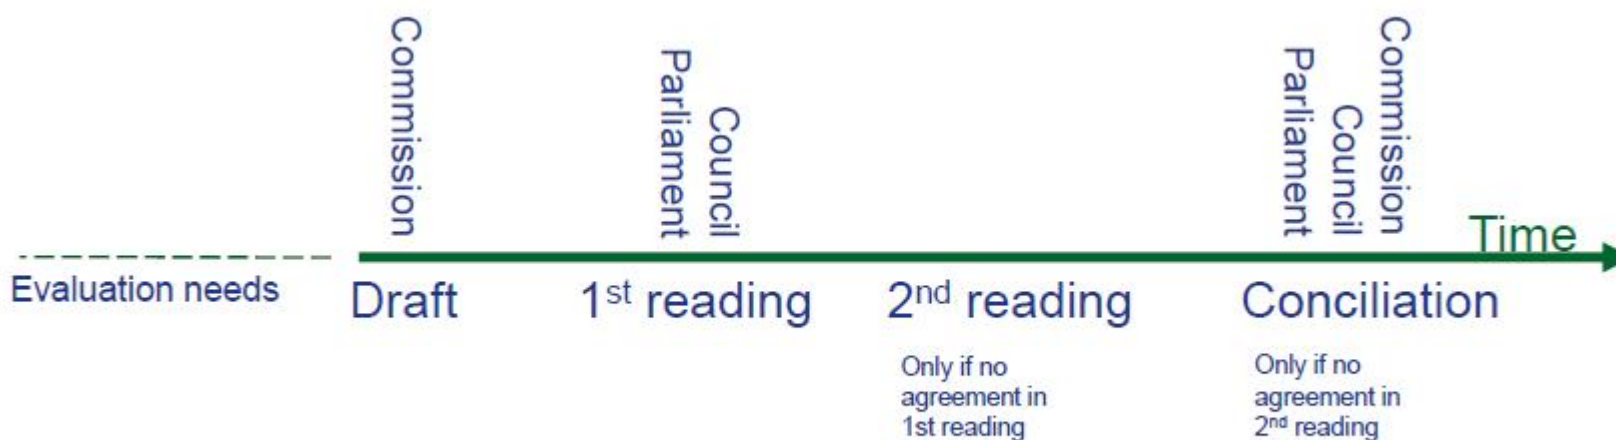 Commission
Parliament
Council
Parliament
Council
Commission
Time
Evaluation needs
Draft
1st reading
2nd reading
Conciliation
Only if no
agreement in
1st reading
Only if no
agreement in
2nd reading